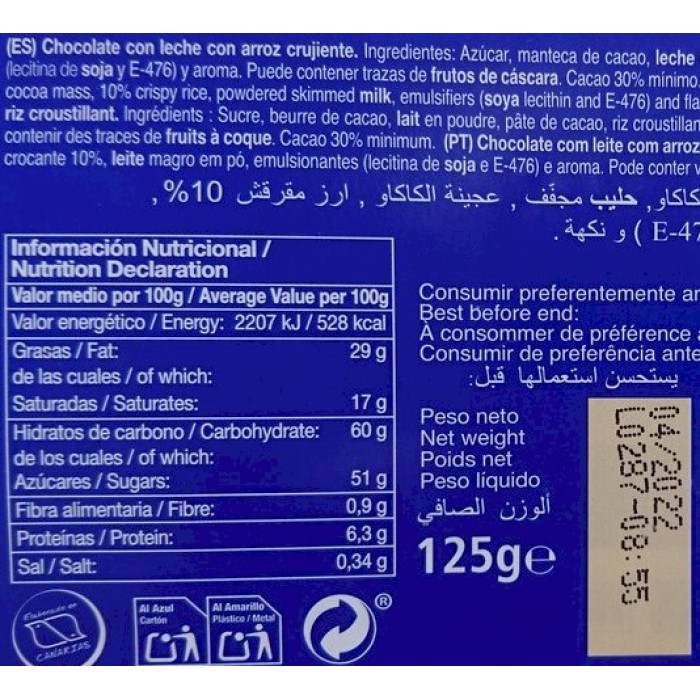 (ES) Chocolate con leche con arroz crujiente. Ingredientes: Azúcar, manteca de cacao, leche
(lecitina de soja y E-476) y aroma. Puede contener trazas de frutos de cáscara. Cacao 30% mínimo.
cocoa mass, 10% crispy rice, powdered skimmed milk, emulsifiers (soya lecithin and E-476) and
riz croustillant. Ingrédients : Sucre, beurre de cacao, lait en poudre, pâte de cacao, riz
contenir des traces de fruits à coque. Cacao 30% minimum. (PT) Chocolate com leite com arroz
crocante 10%, leite magro em pó, emulsionantes (lecitina de soja e E-476) e aroma. Pode conter
حليب مجفّف , عجينة الكاكاو , ارز مقرقش 10%,
( E-47 ) و نكهة.
Información Nutricional /
Nutrition Declaration
Valor medio por 100g / Average Value per 100g
Valor energético / Energy: 2207 kJ / 528 kcal
Grasas / Fat: 29 g
de las cuales / of which:
Saturadas / Saturates: 17 g
Hidratos de carbono / Carbohydrate: 60 g
de los cuales / of which:
Azúcares / Sugars: 51 g
Fibra alimentaria / Fibre: 0,9 g
Proteínas / Protein: 6,3 g
Sal / Salt: 0,34 g
Consumir preferentemente
Best before end:
À consommer de préférence
Consumir de preferência ante
يستحسن استعمالها قبل:
Peso neto
Net weight
Poids net
Peso líquido
ألوزن الصافي
125g℮
04/2022
L0287-08:55
Elaborado en
CANARIAS
Al Azul
Cartón
Al Amarillo
Plástico / Metal
®